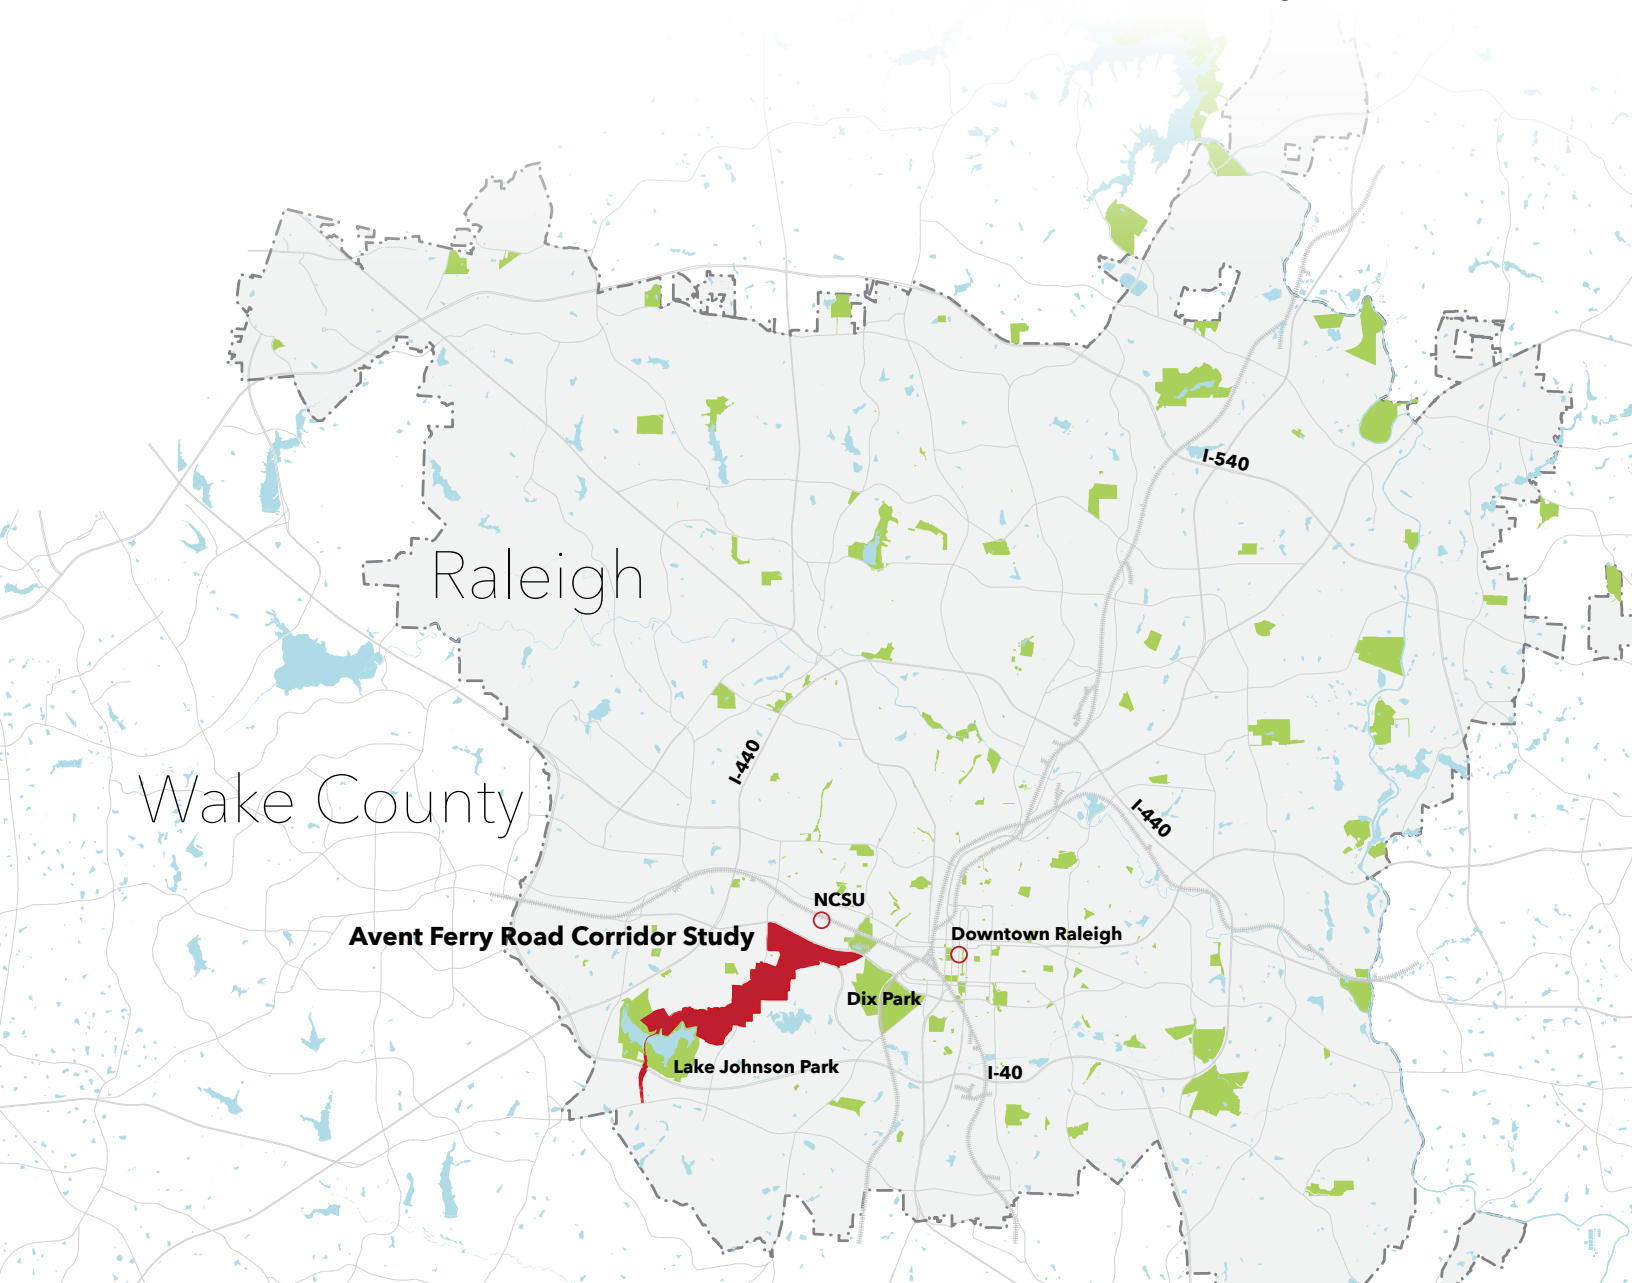 I-540
Raleigh
I-440
Wake County
I-440
NCSU
Avent Ferry Road Corridor Study
Downtown Raleigh
Dix Park
Lake Johnson Park
I-40